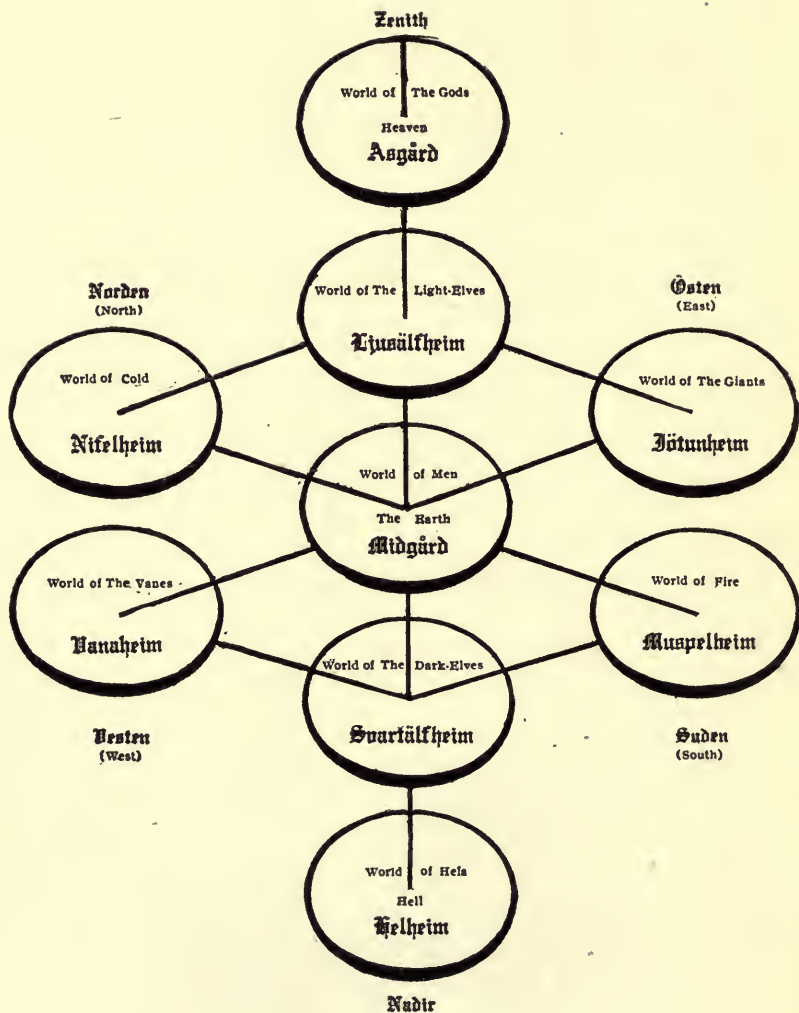 Zenith
World of The Gods
Heaven
Asgård
World of The Light-Elves
Ljusälfheim
Norden
(North)
World of Cold
Nifelheim
Östen
(East)
World of The Giants
Jötunheim
World of Men
The Earth
Midgård
World of The Vanes
Vanaheim
Vesten
(West)
World of Fire
Muspelheim
Suden
(South)
World of The Dark-Elves
Svartälfheim
World of Hela
Hell
Helheim
Nadir